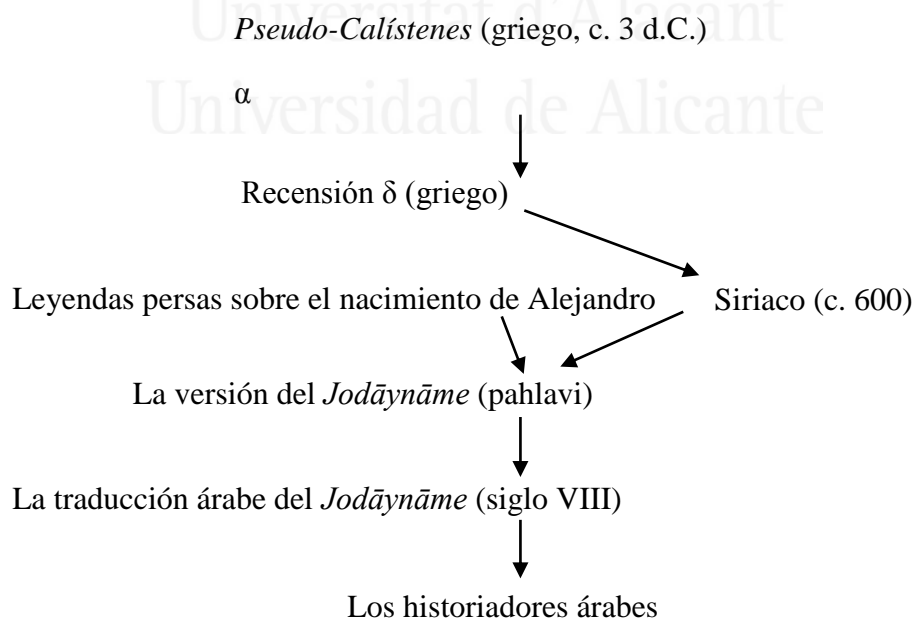 Universitat d'Alacant
Universidad de Alicante
Pseudo-Calístenes (griego, c. 3 d.C.)
α
Recensión δ (griego)
Leyendas persas sobre el nacimiento de Alejandro Siriaco (c. 600)
La versión del Jodāynāme (pahlavi)
La traducción árabe del Jodāynāme (siglo VIII)
Los historiadores árabes